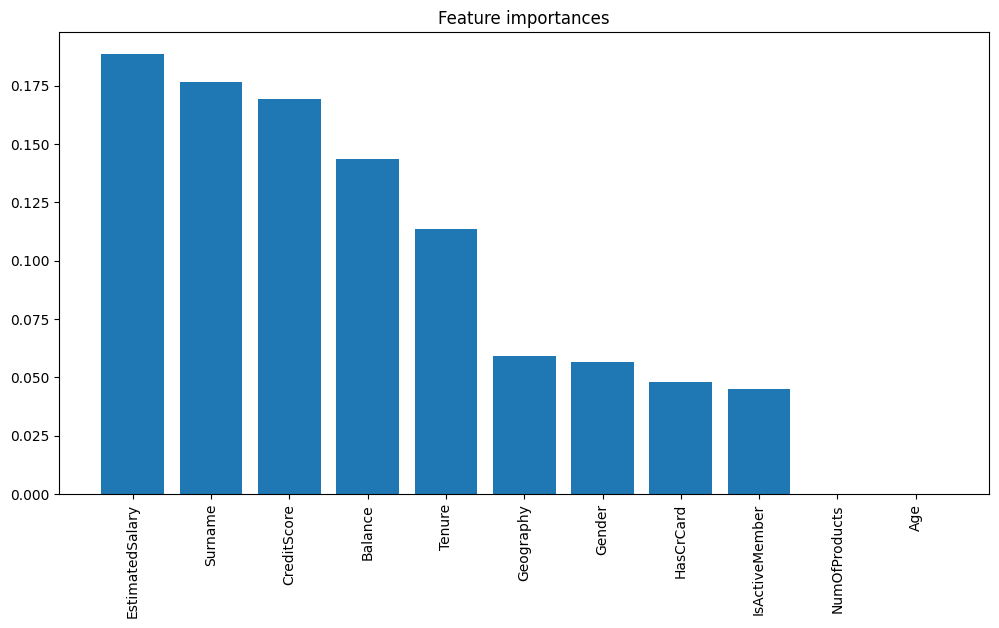 Feature importances
0.175
0.150
0.125
0.100
0.075
0.050
0.025
0.000
EstimatedSalary
Surname
CreditScore
Balance
Tenure
Geography
Gender
HasCrCard
IsActiveMember
NumOfProducts
Age